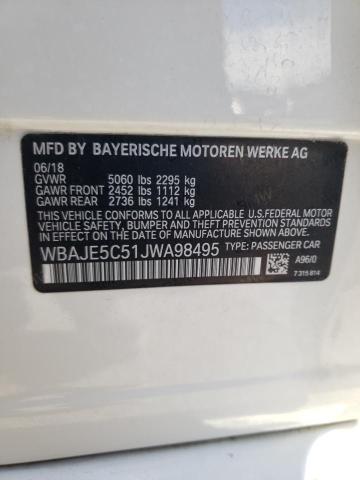 MFD BY BAYERISCHE MOTOREN WERKE AG
06/18
GVWR 5060 lbs 2295 kg
GAWR FRONT 2452 lbs 1112 kg
GAWR REAR 2736 lbs 1241 kg
THIS VEHICLE CONFORMS TO ALL APPLICABLE U.S.FEDERAL MOTOR
VEHICLE SAFETY, BUMPER, AND THEFT PREVENTION STANDARDS
IN EFFECT ON THE DATE OF MANUFACTURE SHOWN ABOVE.
WBAJE5C51JWA98495 TYPE: PASSENGER CAR
A96/0
7 315 814